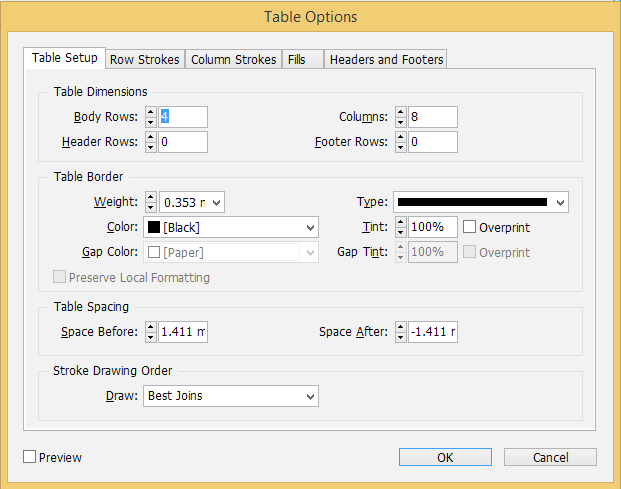 Table Options
Table Setup Row Strokes Column Strokes Fills Headers and Footers
Table Dimensions
Body Rows: 4 Columns: 8
Header Rows: 0 Footer Rows: 0
Table Border
Weight: 0.353 Type:
Color: [Black] Tint: 100% Overprint
Gap Color: [Paper] Gap Tint: 100% Overprint
Preserve Local Formatting
Table Spacing
Space Before: 1.411 Space After: -1.411
Stroke Drawing Order
Draw: Best Joins
Preview OK Cancel